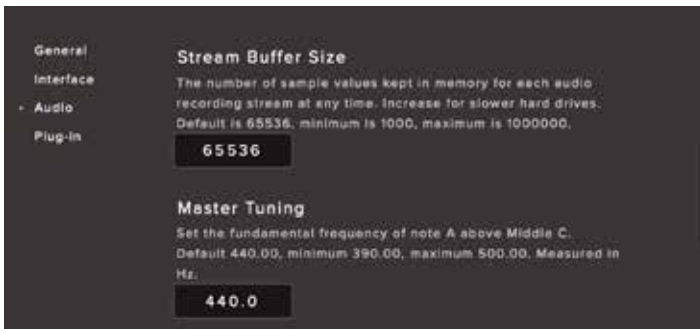 General
Interface
Audio
Plug-in
Stream Buffer Size
The number of sample values kept in memory for each audio
recording stream at any time. Increase for slower hard drives.
Default is 65536, minimum is 1000, maximum is 1000000.
65536
Master Tuning
Set the fundamental frequency of note A above Middle C.
Default 440.00, minimum 390.00, maximum 500.00. Measured in
Hz.
440.0